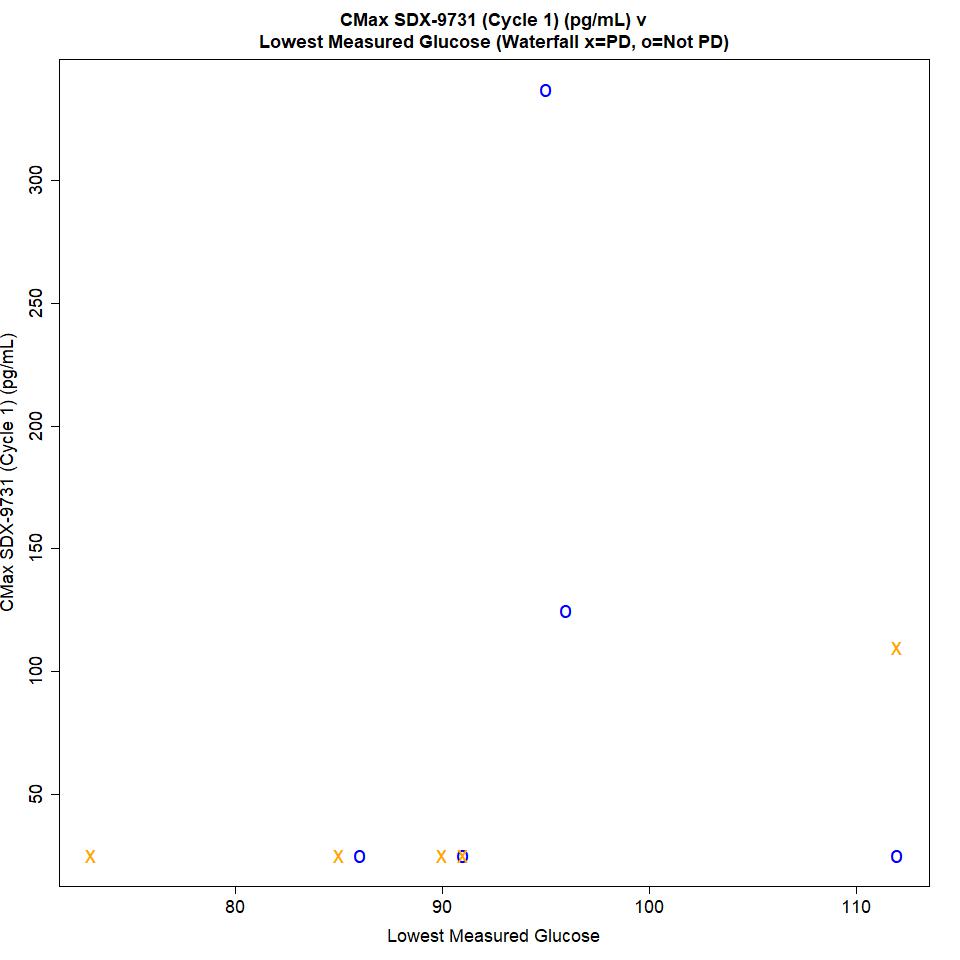 CMax SDX-9731 (Cycle 1) (pg/mL) v
Lowest Measured Glucose (Waterfall x=PD, o=Not PD)
CMax SDX-9731 (Cycle 1) (pg/mL)
300
250
200
150
100
50
O
O
X
X
X
O
X
O
X
O
80
90
100
110
Lowest Measured Glucose